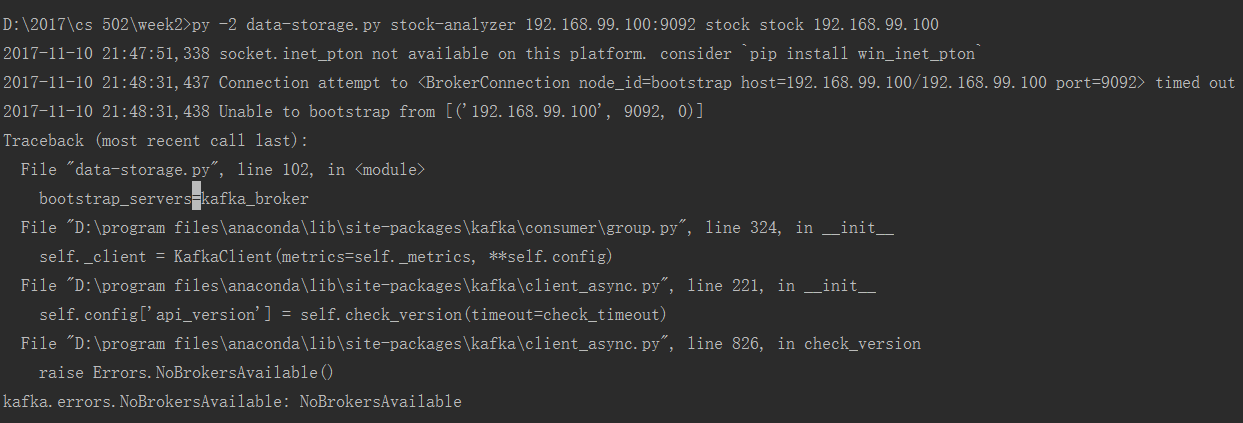 D:\2017\cs 502\week2>py -2 data-storage.py stock-analyzer 192.168.99.100:9092 stock stock 192.168.99.100
2017-11-10 21:47:51,338 socket.inet_pton not available on this platform. consider `pip install win_inet_pton`
2017-11-10 21:48:31,437 Connection attempt to <BrokerConnection node_id=bootstrap host=192.168.99.100/192.168.99.100 port=9092> timed out
2017-11-10 21:48:31,438 Unable to bootstrap from [('192.168.99.100', 9092, 0)]
Traceback (most recent call last):
  File "data-storage.py", line 102, in <module>
    bootstrap_servers=kafka_broker
  File "D:\program files\anaconda\lib\site-packages\kafka\consumer\group.py", line 324, in __init__
    self._client = KafkaClient(metrics=self._metrics, **self.config)
  File "D:\program files\anaconda\lib\site-packages\kafka\client_async.py", line 221, in __init__
    self.config['api_version'] = self.check_version(timeout=check_timeout)
  File "D:\program files\anaconda\lib\site-packages\kafka\client_async.py", line 826, in check_version
    raise Errors.NoBrokersAvailable()
kafka.errors.NoBrokersAvailable: NoBrokersAvailable